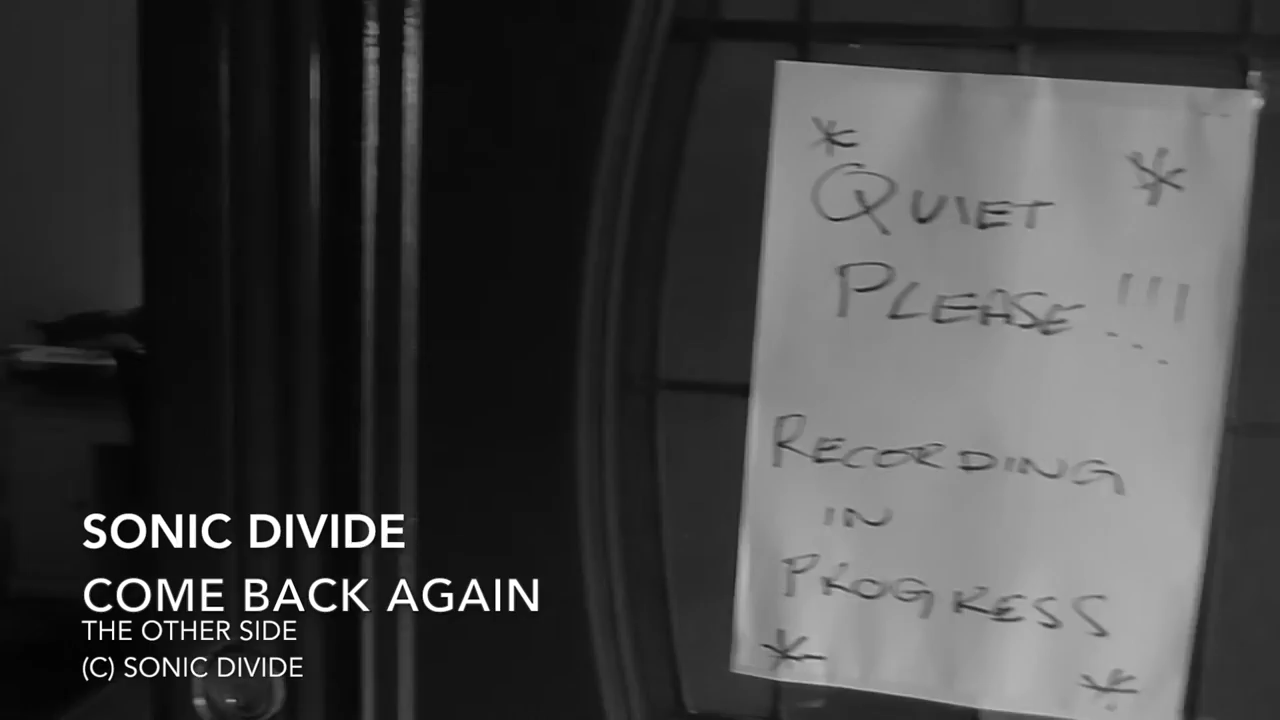 * *
QUIET
PLEASE!!!
RECORDING
IN
PROGRESS
* *
SONIC DIVIDE
COME BACK AGAIN
THE OTHER SIDE
(C) SONIC DIVIDE